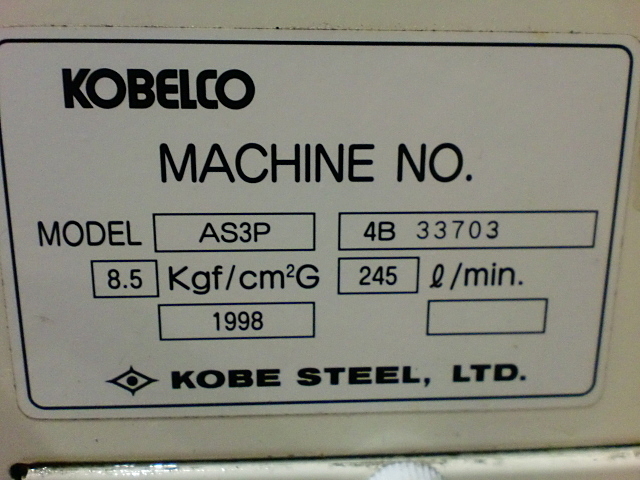 KOBELCO
MACHINE NO.
MODEL AS3P 4B 33703
8.5 Kgf/cm²G 245 ℓ/min.
1998
KOBE STEEL, LTD.